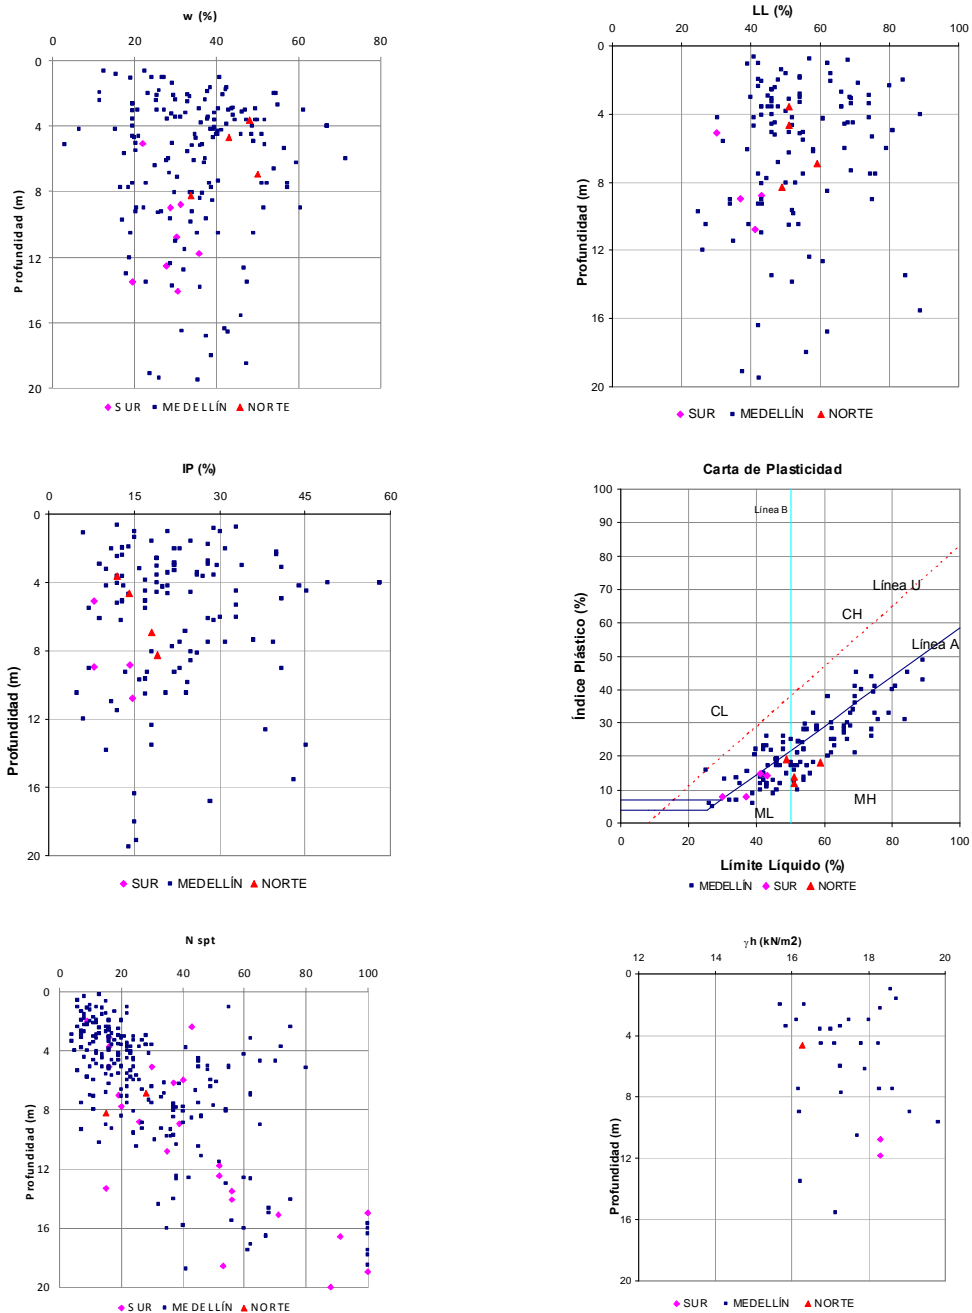 w (%)
0 20 40 60 80
0
4
8
12
16
20
Profundidad (m)
SUR MEDELLÍN NORTE
LL (%)
0 20 40 60 80 100
0
4
8
12
16
20
Profundidad (m)
SUR MEDELLÍN NORTE
IP (%)
0 15 30 45 60
0
4
8
12
16
20
Profundidad (m)
SUR MEDELLÍN NORTE
Carta de Plasticidad
100
90
80
70
60
50
40
30
20
10
0
Índice Plástico (%)
Línea B
Línea U
CH
Línea A
CL
MH
ML
0 20 40 60 80 100
Límite Líquido (%)
MEDELLÍN SUR NORTE
N spt
0 20 40 60 80 100
0
4
8
12
16
20
Profundidad (m)
SUR MEDELLÍN NORTE
γh (kN/m2)
12 14 16 18 20
0
4
8
12
16
20
Profundidad (m)
SUR MEDELLÍN NORTE